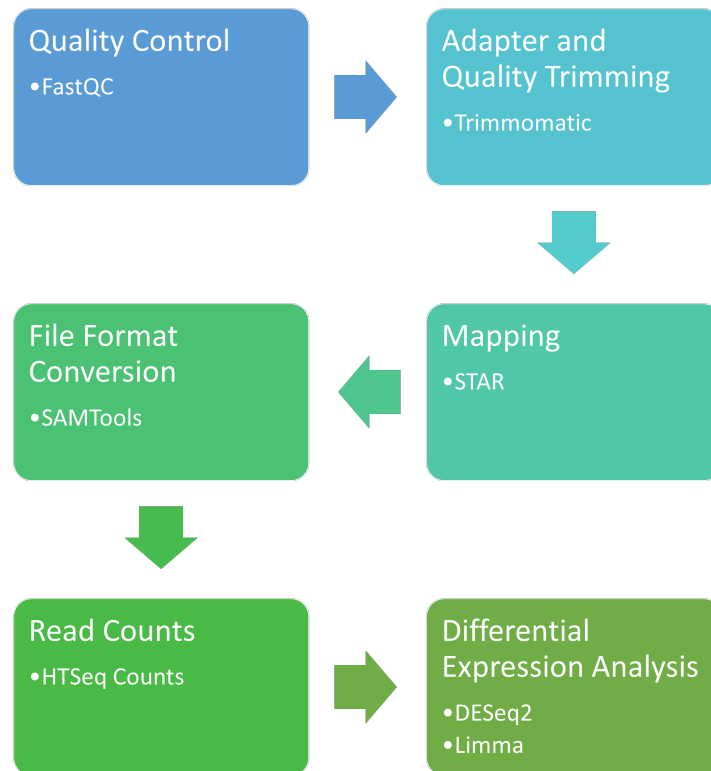 Quality Control
•FastQC
Adapter and
Quality Trimming
•Trimmomatic
File Format
Conversion
•SAMTools
Mapping
•STAR
Read Counts
•HTSeq Counts
Differential
Expression Analysis
•DESeq2
•Limma